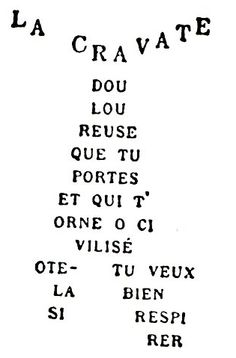 LA CRAVATE
DOU
LOU
REUSE
QUE TU
PORTES
ET QUI T'
ORNE O CI
VILISÉ
OTE- TU VEUX
LA BIEN
SI RESPI
RER